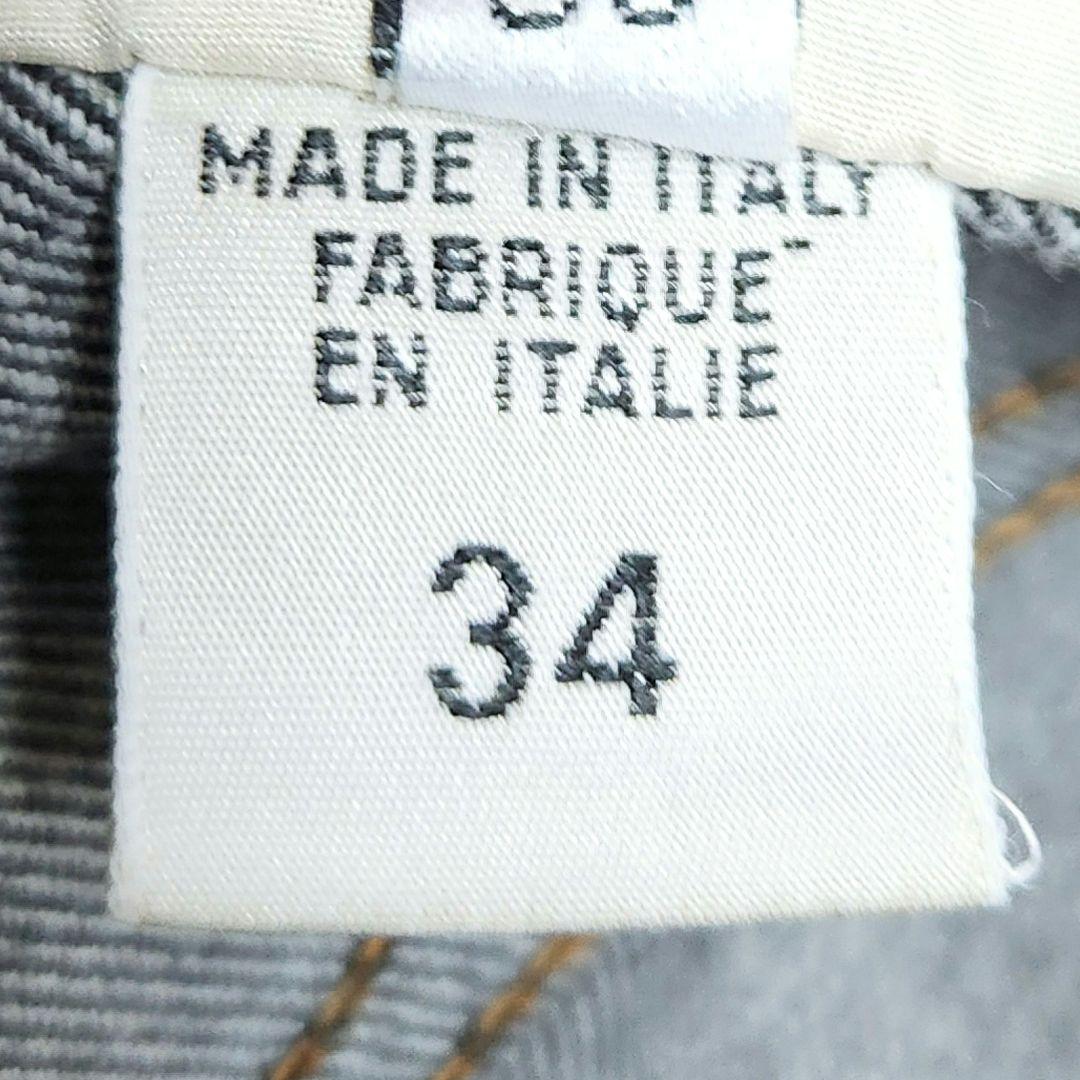 MADE IN ITALY
FABRIQUE
EN ITALIE
34